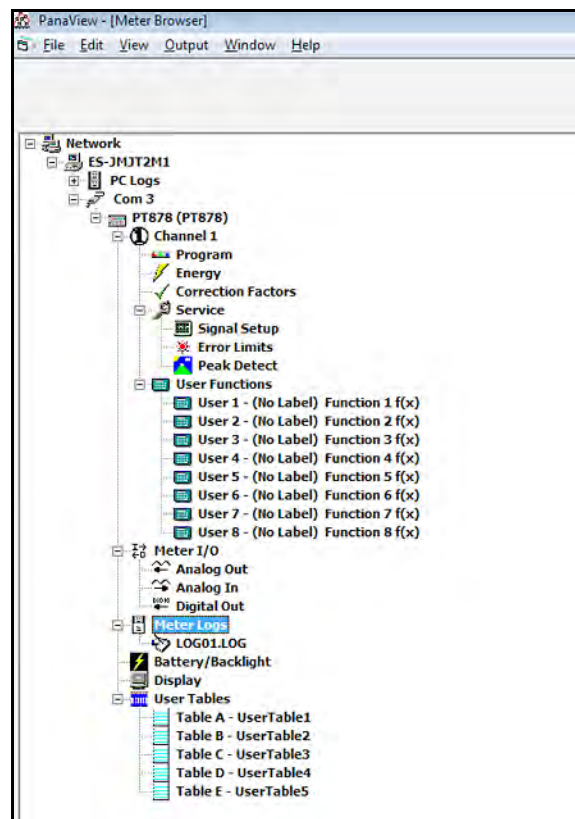 PanaView - [Meter Browser]
File Edit View Output Window Help
Network
ES-JMJT2M1
PC Logs
Com 3
PT878 (PT878)
Channel 1
Program
Energy
Correction Factors
Service
Signal Setup
Error Limits
Peak Detect
User Functions
User 1 - (No Label) Function 1 f(x)
User 2 - (No Label) Function 2 f(x)
User 3 - (No Label) Function 3 f(x)
User 4 - (No Label) Function 4 f(x)
User 5 - (No Label) Function 5 f(x)
User 6 - (No Label) Function 6 f(x)
User 7 - (No Label) Function 7 f(x)
User 8 - (No Label) Function 8 f(x)
Meter I/O
Analog Out
Analog In
Digital Out
Meter Logs
LOG01.LOG
Battery/Backlight
Display
User Tables
Table A - UserTable1
Table B - UserTable2
Table C - UserTable3
Table D - UserTable4
Table E - UserTable5